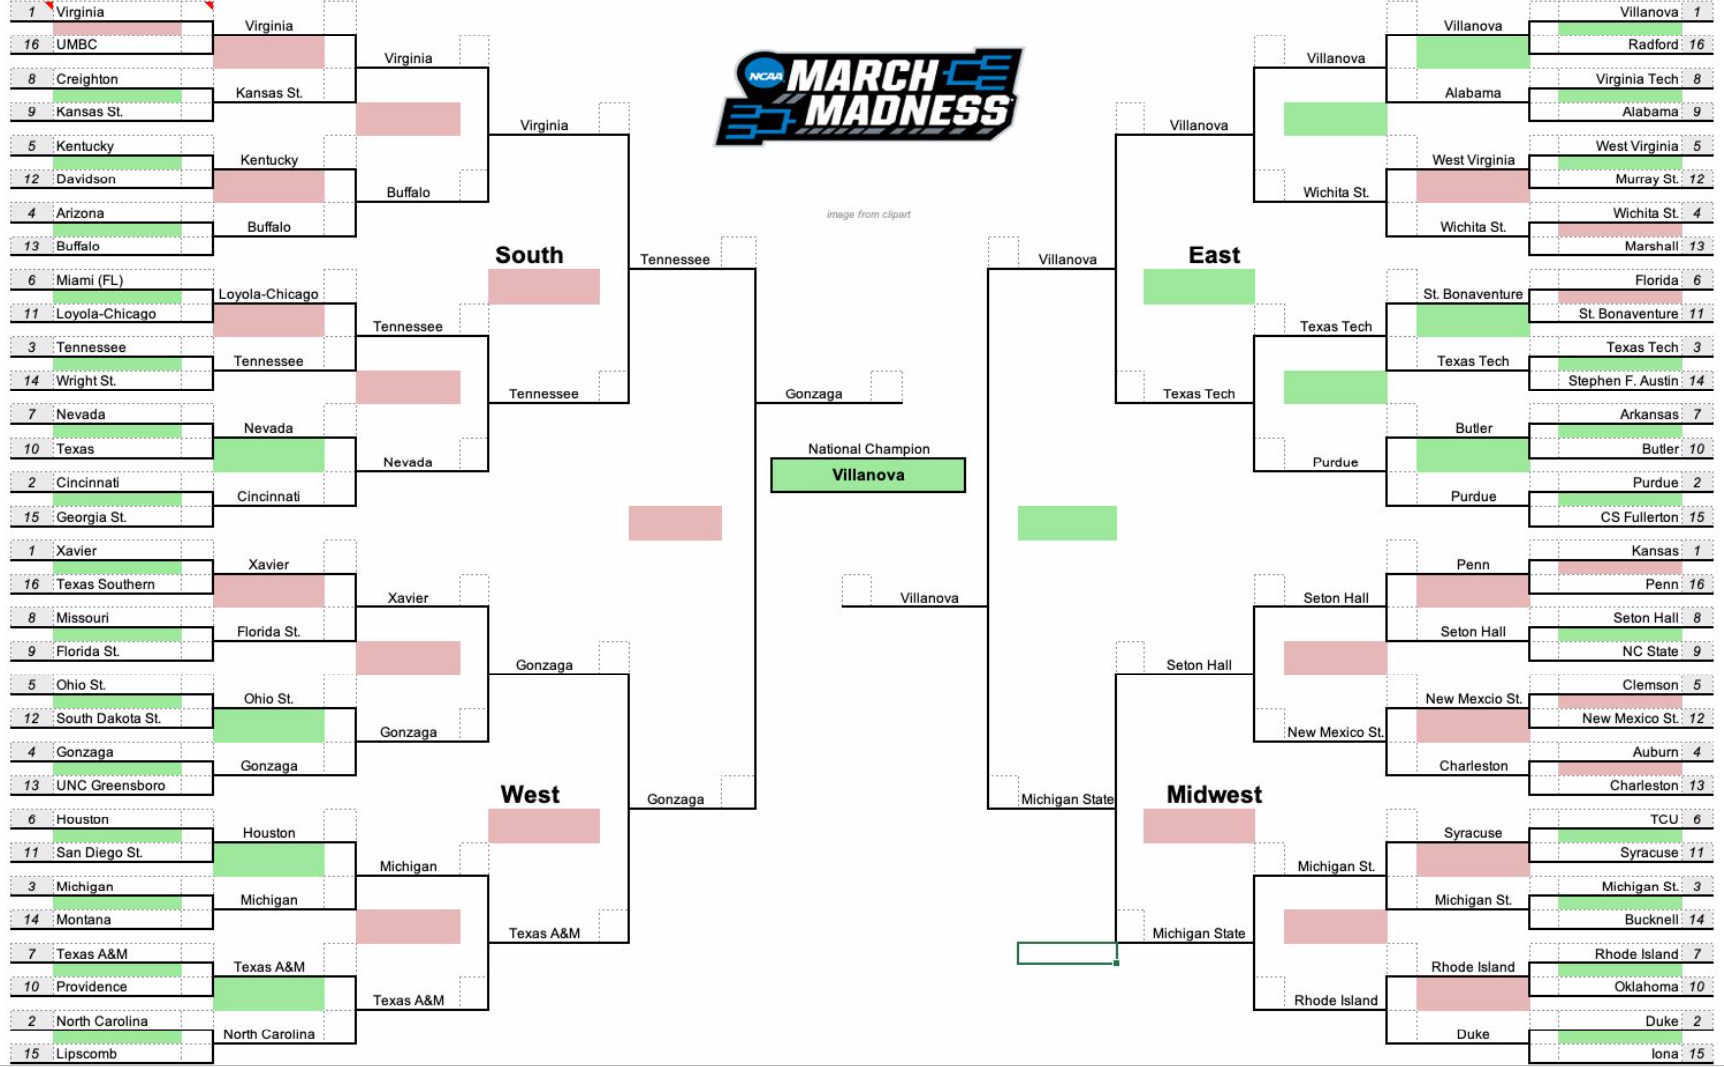 1 Virginia
16 UMBC
8 Creighton
9 Kansas St.
5 Kentucky
12 Davidson
4 Arizona
13 Buffalo
6 Miami (FL)
11 Loyola-Chicago
3 Tennessee
14 Wright St.
7 Nevada
10 Texas
2 Cincinnati
15 Georgia St.
1 Xavier
16 Texas Southern
8 Missouri
9 Florida St.
5 Ohio St.
12 South Dakota St.
4 Gonzaga
13 UNC Greensboro
6 Houston
11 San Diego St.
3 Michigan
14 Montana
7 Texas A&M
10 Providence
2 North Carolina
15 Lipscomb
Virginia
Kansas St.
Kentucky
Buffalo
Loyola-Chicago
Tennessee
Nevada
Cincinnati
Xavier
Florida St.
Ohio St.
Gonzaga
Houston
Michigan
Texas A&M
North Carolina
Virginia
Buffalo
Tennessee
Nevada
Xavier
Gonzaga
Michigan
Texas A&M
Virginia
South
Tennessee
Gonzaga
West
Texas A&M
Tennessee
Gonzaga
NCAA
MARCH
MADNESS
image from clipart
Gonzaga
National Champion
Villanova
Villanova
Villanova
Michigan State
Villanova
East
Texas Tech
Seton Hall
Midwest
Michigan State
Villanova
Wichita St.
Texas Tech
Purdue
Seton Hall
New Mexico St.
Michigan St.
Rhode Island
Villanova
Alabama
West Virginia
Wichita St.
St. Bonaventure
Texas Tech
Butler
Purdue
Penn
Seton Hall
New Mexcio St.
Charleston
Syracuse
Michigan St.
Rhode Island
Duke
Villanova 1
Radford 16
Virginia Tech 8
Alabama 9
West Virginia 5
Murray St. 12
Wichita St. 4
Marshall 13
Florida 6
St. Bonaventure 11
Texas Tech 3
Stephen F. Austin 14
Arkansas 7
Butler 10
Purdue 2
CS Fullerton 15
Kansas 1
Penn 16
Seton Hall 8
NC State 9
Clemson 5
New Mexico St. 12
Auburn 4
Charleston 13
TCU 6
Syracuse 11
Michigan St. 3
Bucknell 14
Rhode Island 7
Oklahoma 10
Duke 2
Iona 15